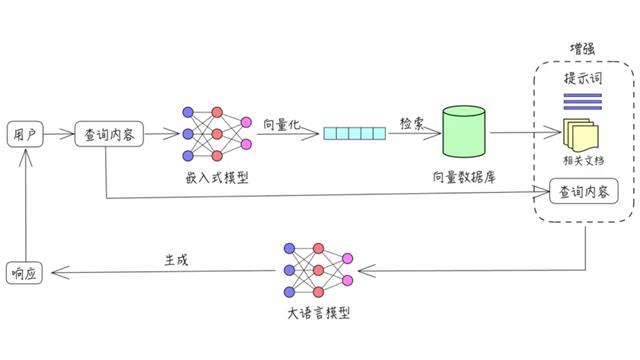 增强
提示词
用户
查询内容
向量化
检索
嵌入式模型
向量数据库
相关文档
查询内容
响应
生成
大语言模型